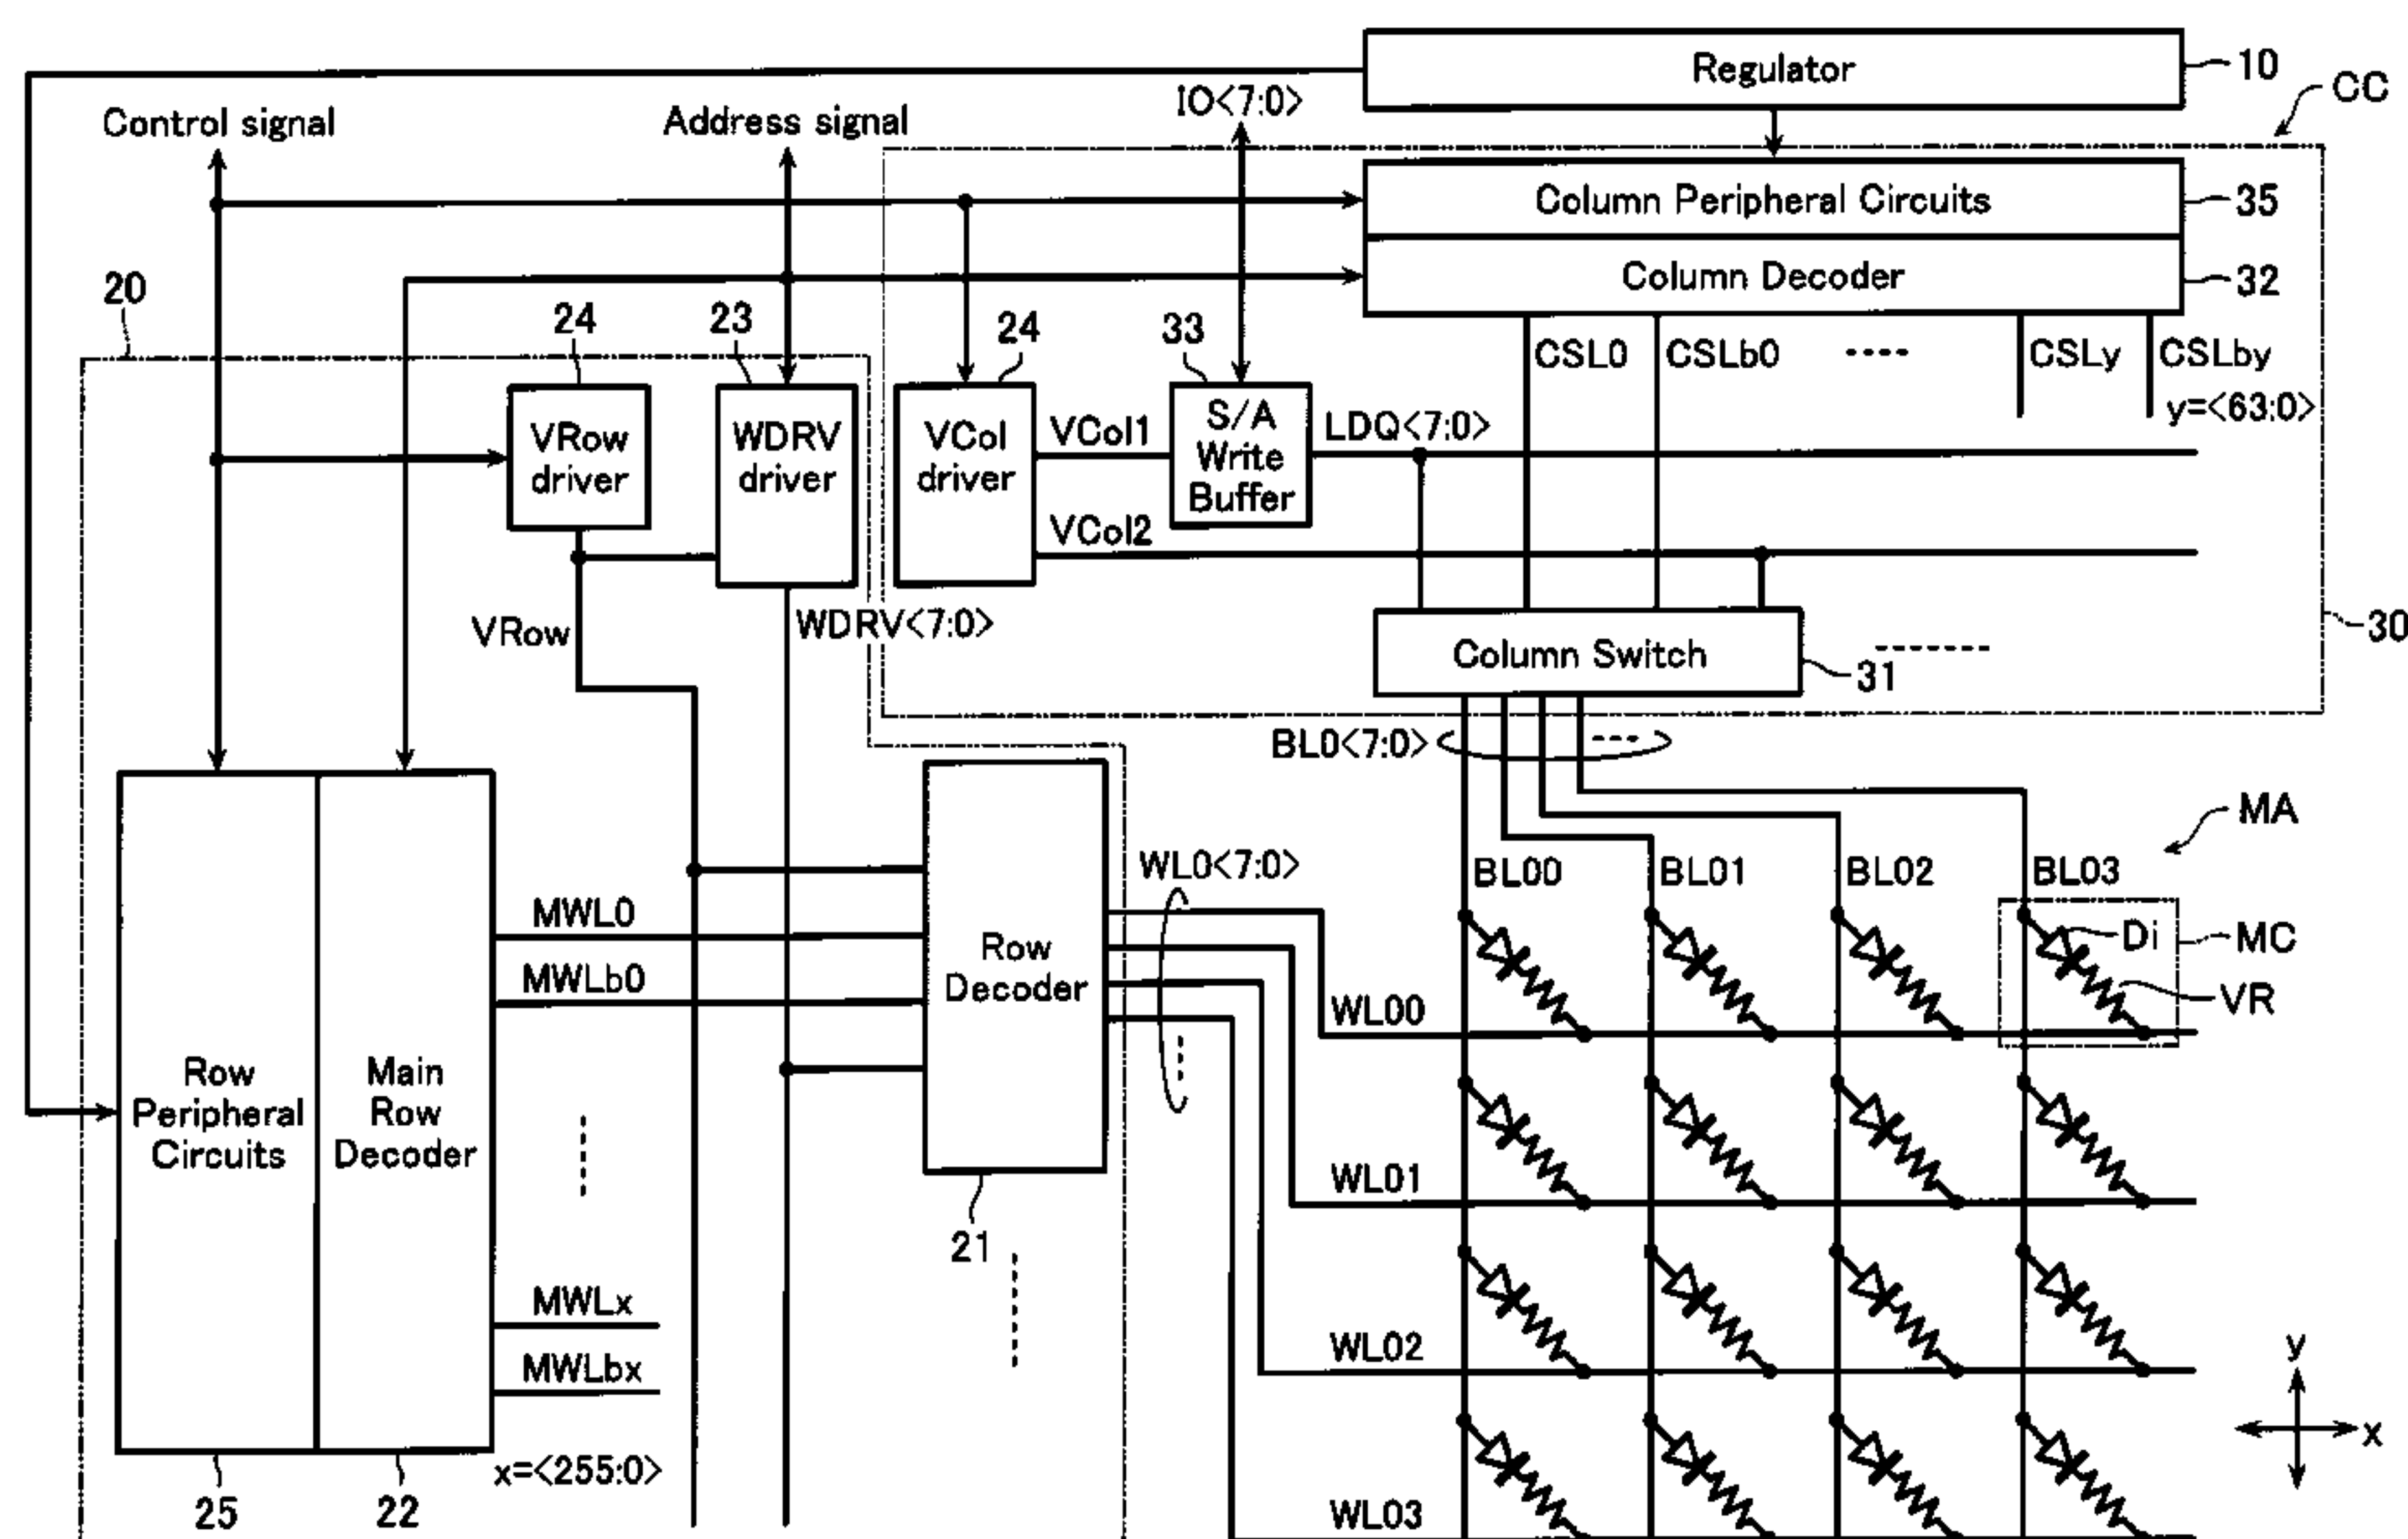 Regulator
10
CC
Control signal
Address signal
IO<7:0>
Column Peripheral Circuits
35
Column Decoder
32
20
24
23
24
33
CSL0
CSLb0
CSLy
CSLby
y=<63:0>
VRow
driver
WDRV
driver
VCol
driver
VCol1
S/A
Write
Buffer
LDQ<7:0>
VCol2
VRow
WDRV<7:0>
Column Switch
31
30
BL0<7:0>
MA
WL0<7:0>
BL00
BL01
BL02
BL03
Di
MC
VR
MWL0
MWLb0
Row
Decoder
WL00
Row
Peripheral
Circuits
Main
Row
Decoder
WL01
21
MWLx
MWLbx
WL02
y
x
x=<255:0>
25
22
WL03